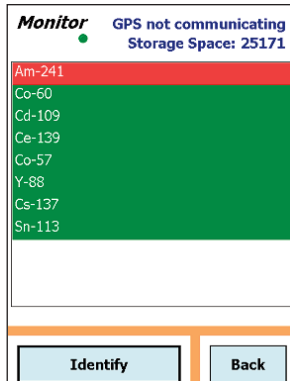 Monitor
GPS not communicating
Storage Space: 25171
Am-241
Co-60
Cd-109
Ce-139
Co-57
Y-88
Cs-137
Sn-113
Identify
Back